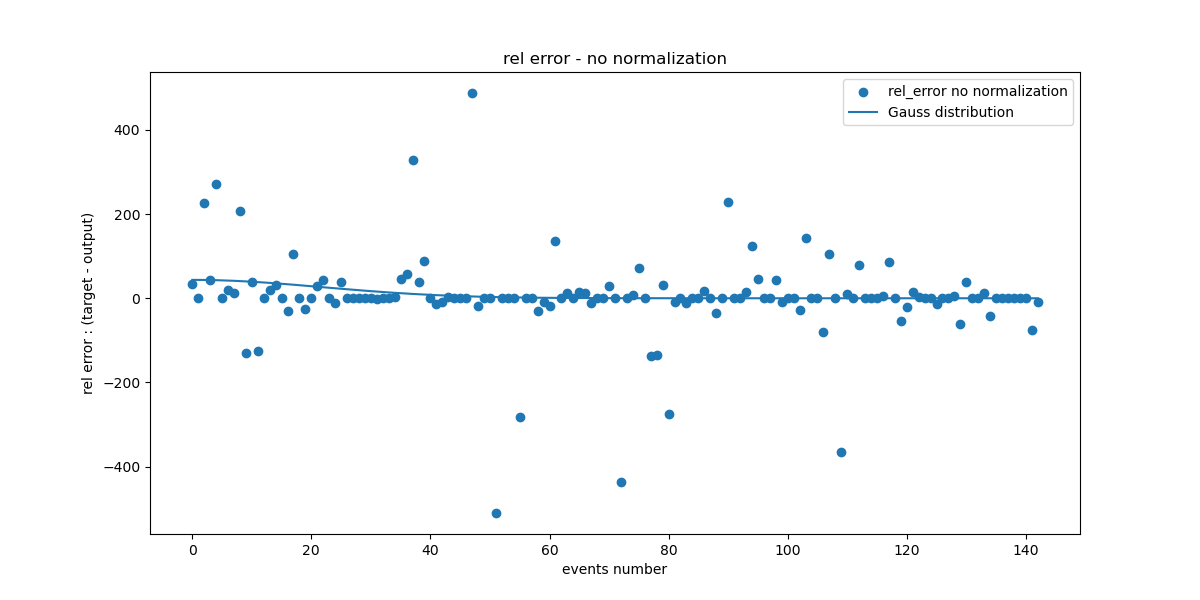 rel error - no normalization
rel_error no normalization
Gauss distribution
rel error : (target - output)
400
200
0
−200
−400
0 20 40 60 80 100 120 140
events number